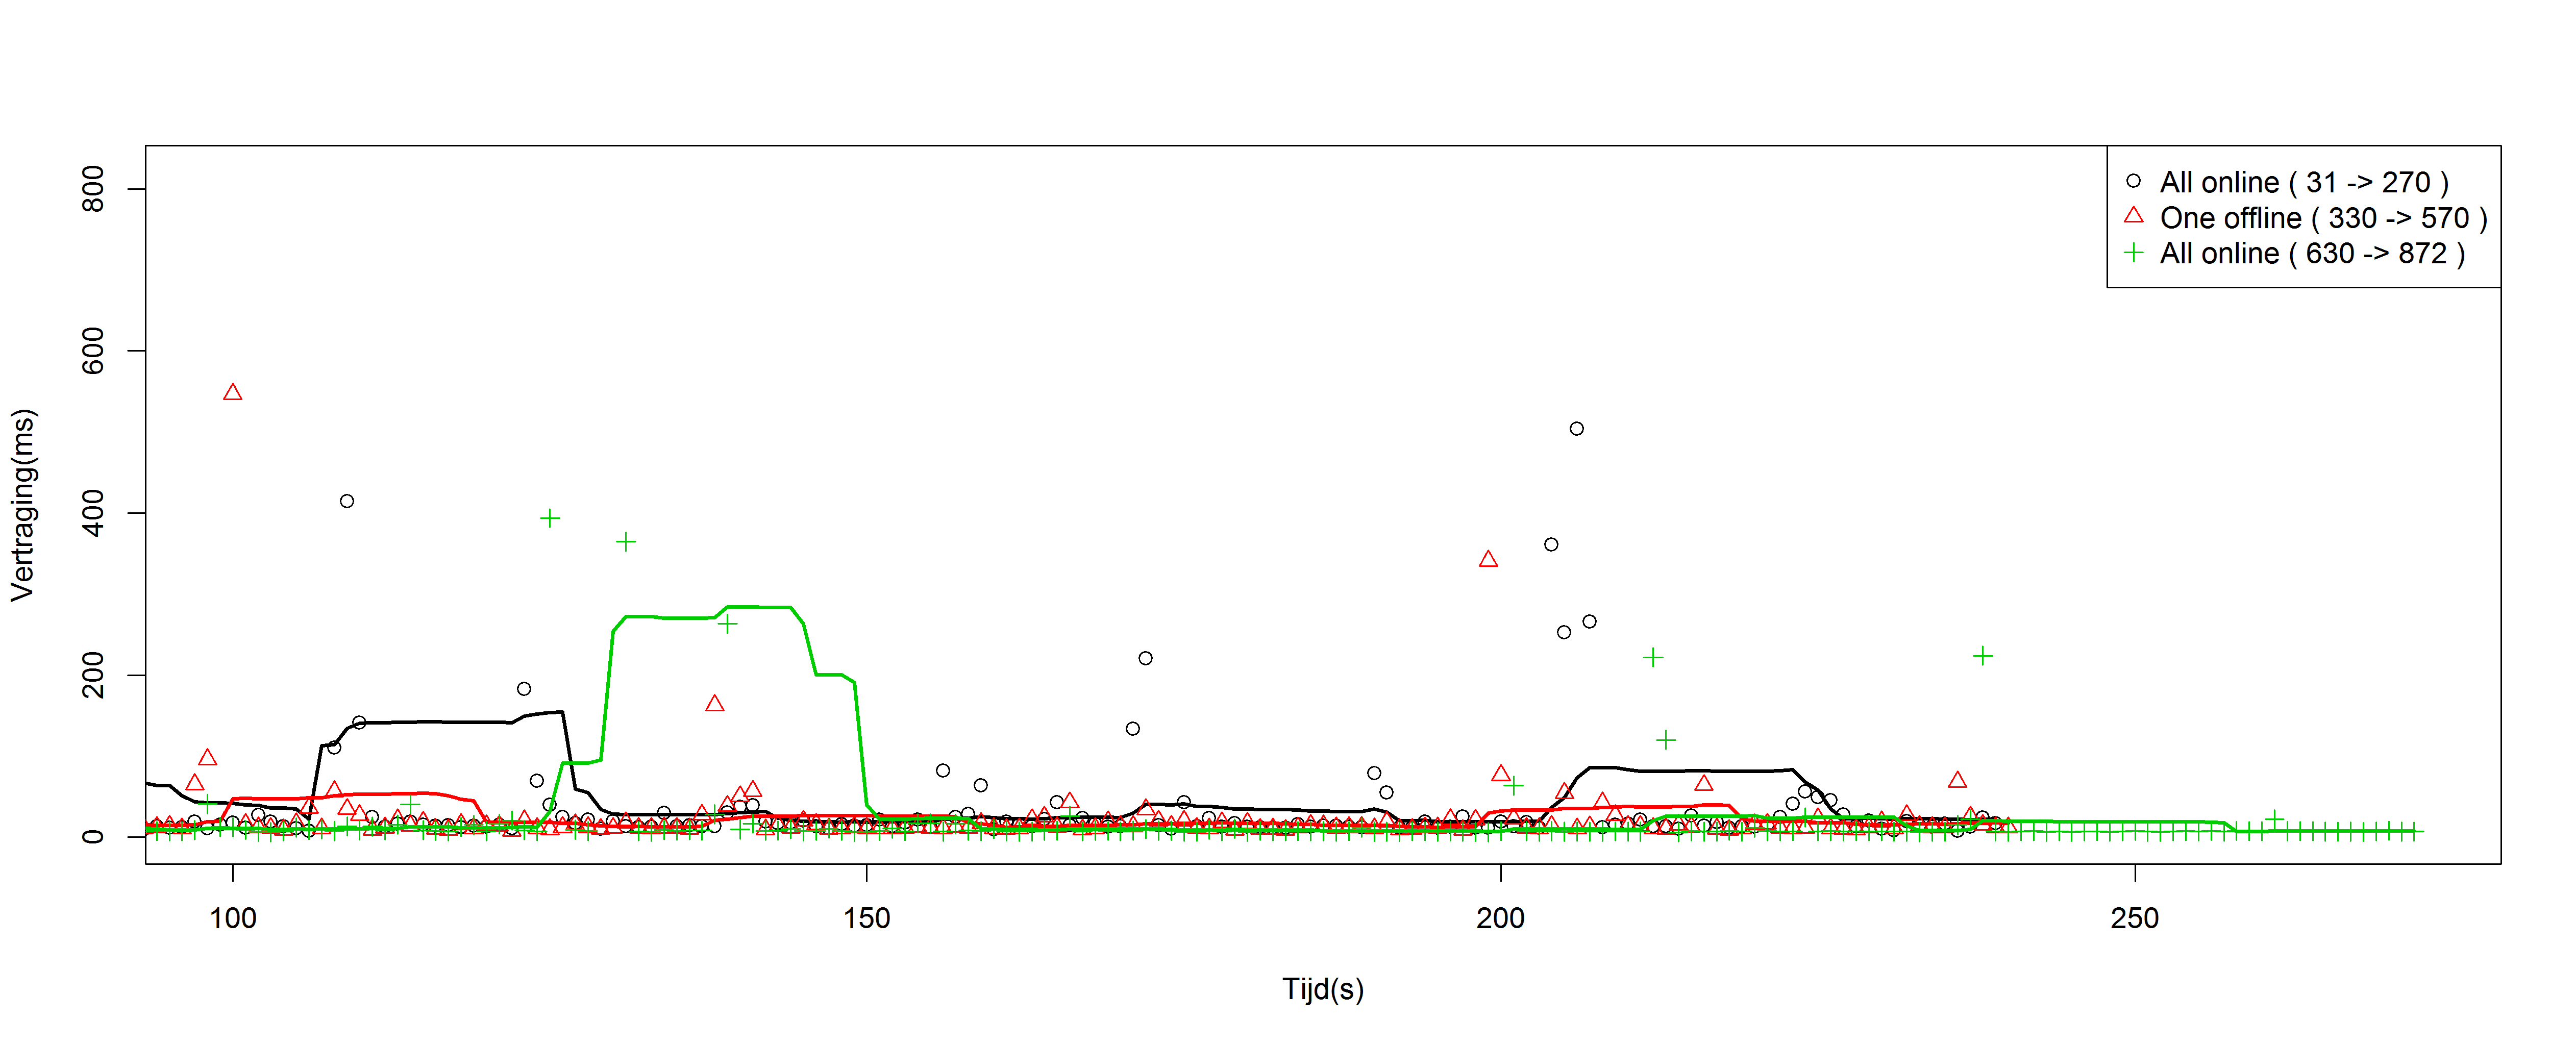 All online ( 31 -> 270 )
One offline ( 330 -> 570 )
All online ( 630 -> 872 )
Vertraging(ms)
800
600
400
200
0
100 150 200 250
Tijd(s)